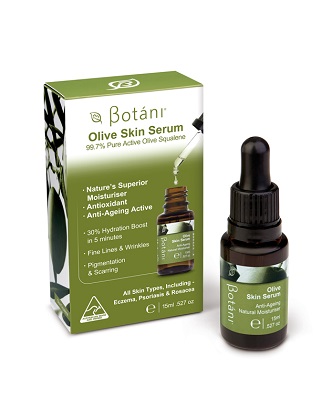 Botáni®
Olive Skin Serum
99.7% Pure Active Olive Squalene
· Nature's Superior
Moisturiser
· Antioxidant
· Anti-Ageing Active
· 30% Hydration Boost
in 5 minutes
· Fine Lines & Wrinkles
· Pigmentation
& Scarring
All Skin Types, Including -
Eczema, Psoriasis & Rosacea
℮ 15ml .527 oz
Botáni
Olive
Skin Serum
Anti-Ageing
Natural Moisturiser
℮ 15ml
.527 oz